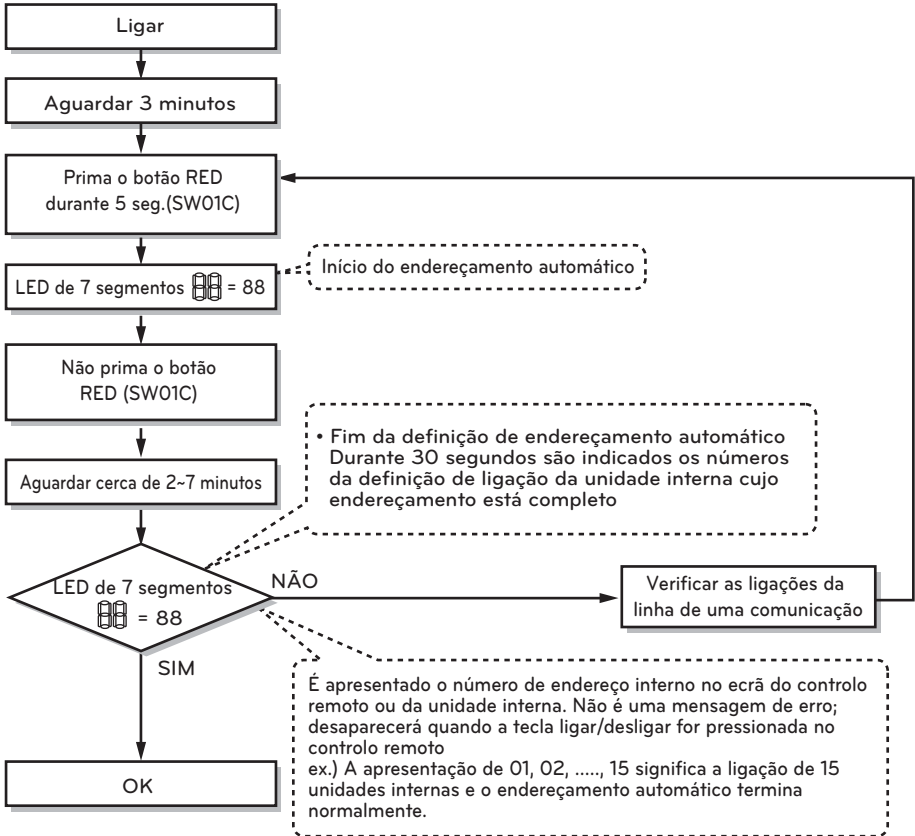 Ligar
Aguardar 3 minutos
Prima o botão RED
durante 5 seg.(SW01C)
LED de 7 segmentos 88 = 88
Início do endereçamento automático
Não prima o botão
RED (SW01C)
• Fim da definição de endereçamento automático
Durante 30 segundos são indicados os números
da definição de ligação da unidade interna cujo
endereçamento está completo
Aguardar cerca de 2~7 minutos
LED de 7 segmentos
88 = 88
NÃO
Verificar as ligações da
linha de uma comunicação
SIM
É apresentado o número de endereço interno no ecrã do controlo
remoto ou da unidade interna. Não é uma mensagem de erro;
desaparecerá quando a tecla ligar/desligar for pressionada no
controlo remoto
ex.) A apresentação de 01, 02, ....., 15 significa a ligação de 15
unidades internas e o endereçamento automático termina
normalmente.
OK